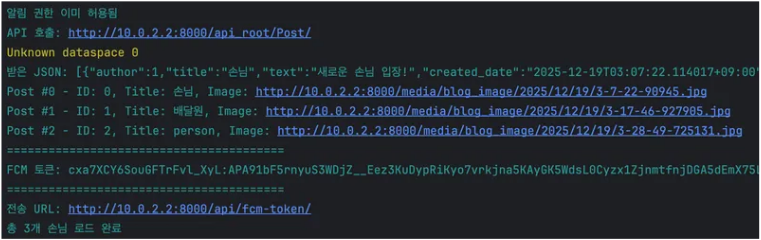 알림 권한 이미 허용됨
API 호출: http://10.0.2.2:8000/api_root/Post/
Unknown dataspace 0
받은 JSON: [{"author":1,"title":"손님","text":"새로운 손님 입장!","created_date":"2025-12-19T03:07:22.114017+09:00"
Post #0 - ID: 0, Title: 손님, Image: http://10.0.2.2:8000/media/blog_image/2025/12/19/3-7-22-90945.jpg
Post #1 - ID: 1, Title: 배달원, Image: http://10.0.2.2:8000/media/blog_image/2025/12/19/3-17-46-927905.jpg
Post #2 - ID: 2, Title: person, Image: http://10.0.2.2:8000/media/blog_image/2025/12/19/3-28-49-725131.jpg
========================================
FCM 토큰: cxa7XCY6SouGFTrFvl_XyL:APA91bF5rnyuS3WDjZ__Eez3KuDypRiKyo7vrkjna5KAyGK5WdsL0Cyzx1ZjnmtfnjDGA5dEmX75L
========================================
전송 URL: http://10.0.2.2:8000/api/fcm-token/
총 3개 손님 로드 완료